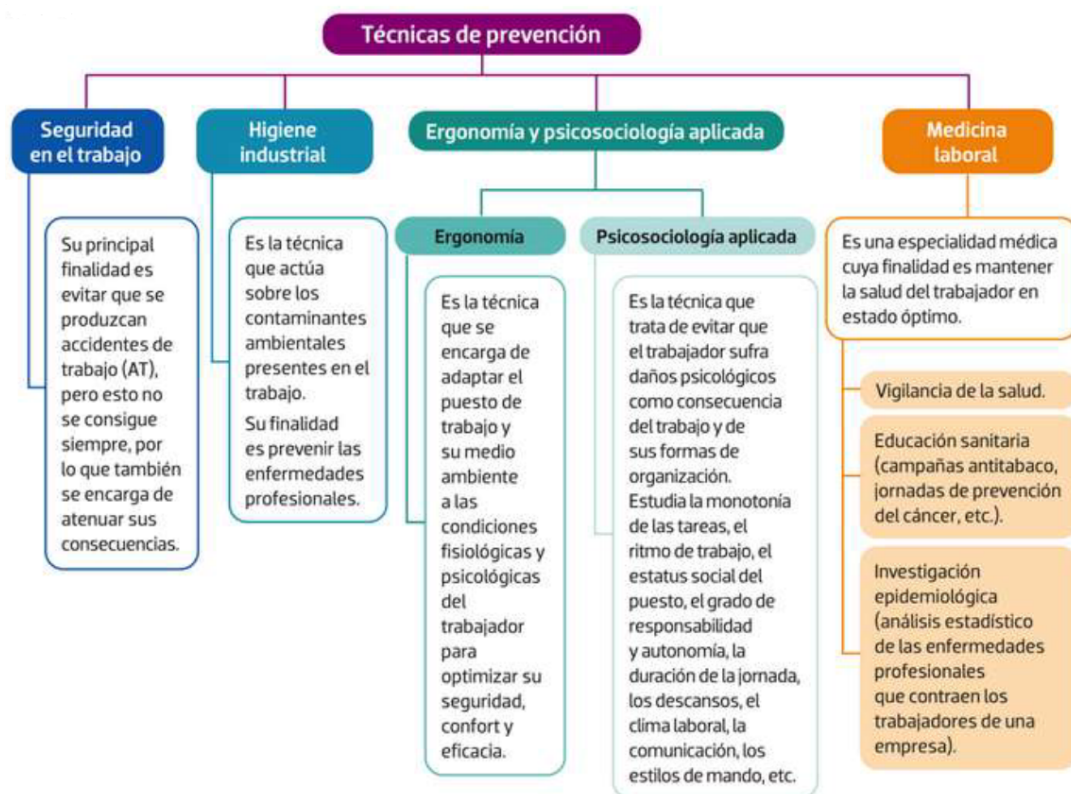 Técnicas de prevención
Seguridad
en el trabajo
Su principal
finalidad es
evitar que se
produzcan
accidentes de
trabajo (AT),
pero esto no
se consigue
siempre, por
lo que también
se encarga de
atenuar sus
consecuencias.
Higiene
industrial
Es la técnica
que actúa
sobre los
contaminantes
ambientales
presentes en el
trabajo.
Su finalidad
es prevenir las
enfermedades
profesionales.
Ergonomía y psicosociología aplicada
Ergonomía
Es la técnica
que se
encarga de
adaptar el
puesto de
trabajo y
su medio
ambiente
a las
condiciones
fisiológicas y
psicológicas
del
trabajador
para
optimizar su
seguridad,
confort y
eficacia.
Psicosociología aplicada
Es la técnica que
trata de evitar que
el trabajador sufra
daños psicológicos
como consecuencia
del trabajo y de
sus formas de
organización.
Estudia la monotonía
de las tareas, el
ritmo de trabajo, el
estatus social del
puesto, el grado de
responsabilidad
y autonomía, la
duración de la jornada,
los descansos, el
clima laboral, la
comunicación, los
estilos de mando, etc.
Medicina
laboral
Es una especialidad médica
cuya finalidad es mantener
la salud del trabajador en
estado óptimo.
Vigilancia de la salud.
Educación sanitaria
(campañas antitabaco,
jornadas de prevención
del cáncer, etc.).
Investigación
epidemiológica
(análisis estadístico
de las enfermedades
profesionales
que contraen los
trabajadores de una
empresa).